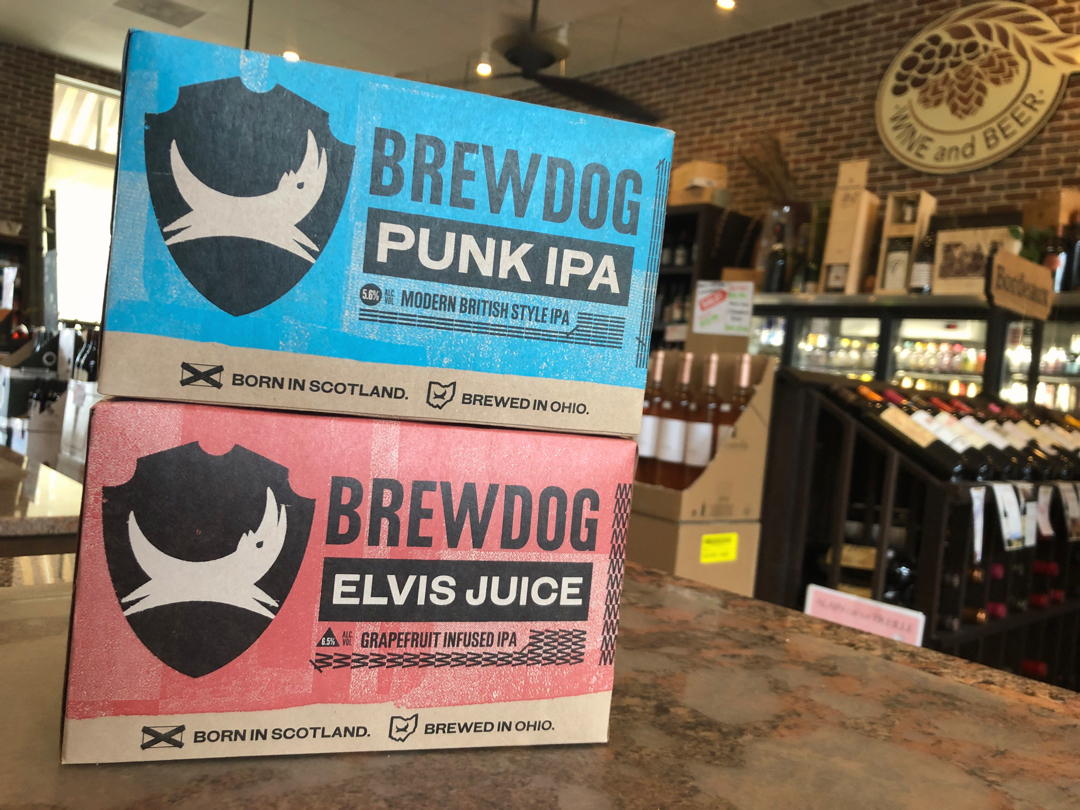 BREWDOG
PUNK IPA
5.6% ALC VOL MODERN BRITISH STYLE IPA
BORN IN SCOTLAND. BREWED IN OHIO.
BREWDOG
ELVIS JUICE
6.5% ALC VOL GRAPEFRUIT INFUSED IPA
BORN IN SCOTLAND. BREWED IN OHIO.
WINE and BEER
Bordeaux